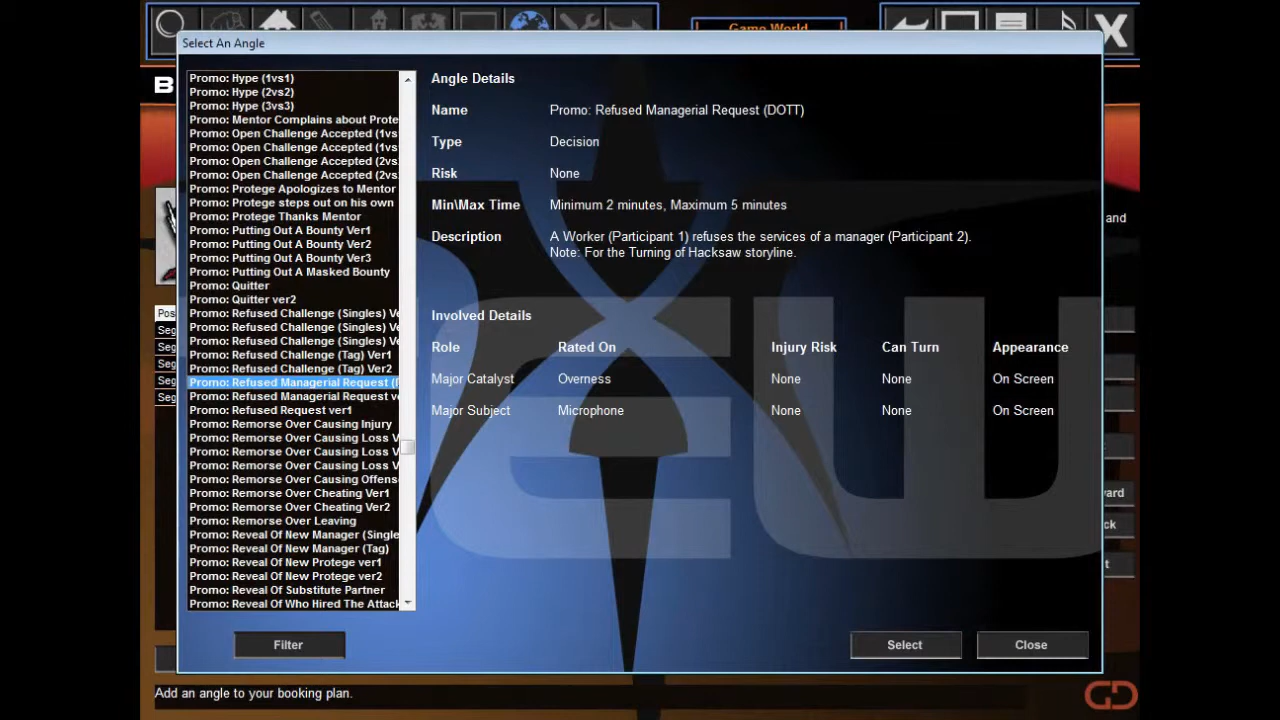 Game World
Select An Angle
B
Promo: Hype (1vs1)
Promo: Hype (2vs2)
Promo: Hype (3vs3)
Promo: Mentor Complains about Prote
Promo: Open Challenge Accepted (1vs
Promo: Open Challenge Accepted (1vs
Promo: Open Challenge Accepted (2vs
Promo: Open Challenge Accepted (2vs
Promo: Protege Apologizes to Mentor
Promo: Protege steps out on his own
Promo: Protege Thanks Mentor
Promo: Putting Out A Bounty Ver1
Promo: Putting Out A Bounty Ver2
Promo: Putting Out A Bounty Ver3
Promo: Putting Out A Masked Bounty
Promo: Quitter
Promo: Quitter ver2
Promo: Refused Challenge (Singles) Ve
Promo: Refused Challenge (Singles) Ve
Promo: Refused Challenge (Singles) Ve
Promo: Refused Challenge (Tag) Ver1
Promo: Refused Challenge (Tag) Ver2
Promo: Refused Managerial Request (
Promo: Refused Managerial Request ve
Promo: Refused Request ver1
Promo: Remorse Over Causing Injury
Promo: Remorse Over Causing Loss V
Promo: Remorse Over Causing Loss V
Promo: Remorse Over Causing Loss V
Promo: Remorse Over Causing Offens
Promo: Remorse Over Cheating Ver1
Promo: Remorse Over Cheating Ver2
Promo: Remorse Over Leaving
Promo: Reveal Of New Manager (Single
Promo: Reveal Of New Manager (Tag)
Promo: Reveal Of New Protege ver1
Promo: Reveal Of New Protege ver2
Promo: Reveal Of Substitute Partner
Promo: Reveal Of Who Hired The Attack
Angle Details
Name Promo: Refused Managerial Request (DOTT)
Type Decision
Risk None
Min\Max Time Minimum 2 minutes, Maximum 5 minutes
Description A Worker (Participant 1) refuses the services of a manager (Participant 2).
Note: For the Turning of Hacksaw storyline.
Involved Details
Role Rated On Injury Risk Can Turn Appearance
Major Catalyst Overness None None On Screen
Major Subject Microphone None None On Screen
and
Pos
Seg
Seg
Seg
Seg
Seg
ard
ck
t
EW
Filter Select Close
Add an angle to your booking plan.
GD